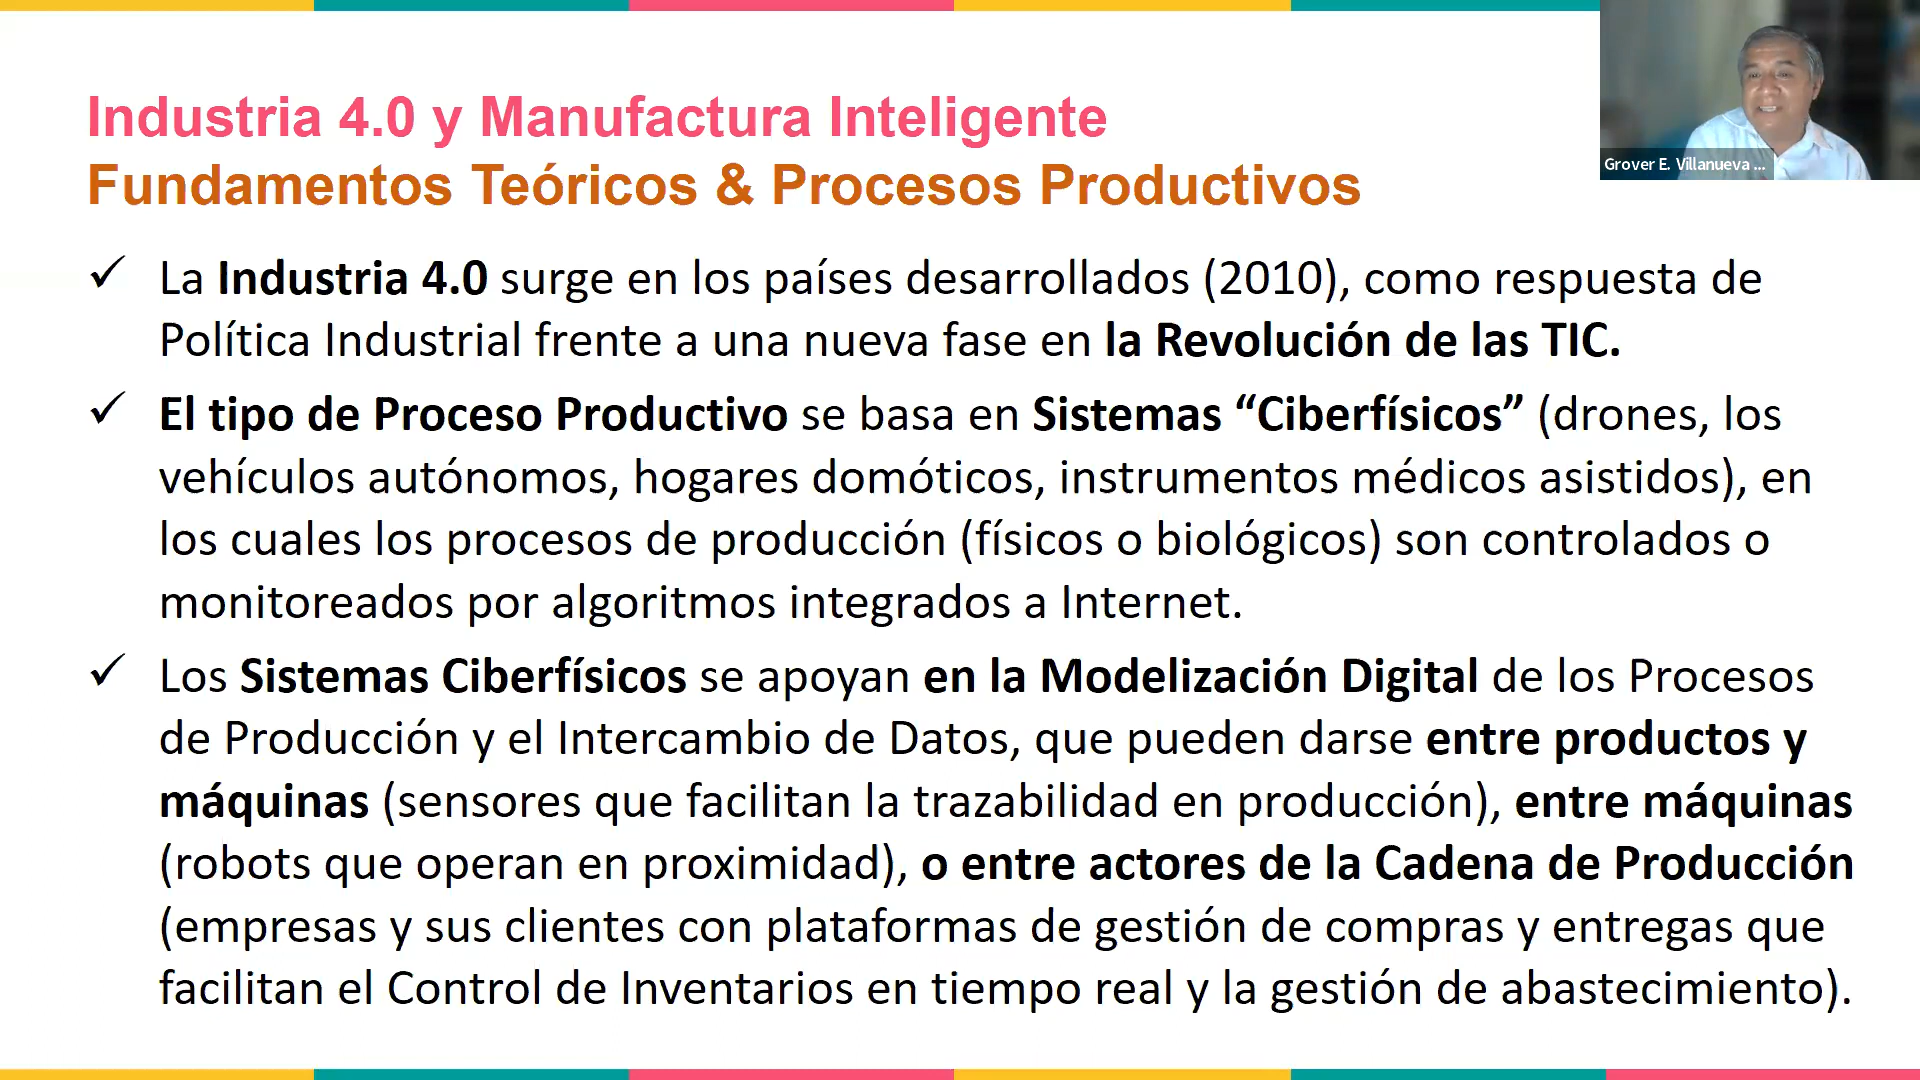 Industria 4.0 y Manufactura Inteligente
Fundamentos Teóricos & Procesos Productivos
Grover E. Villanueva ...
✓ La Industria 4.0 surge en los países desarrollados (2010), como respuesta de
Política Industrial frente a una nueva fase en la Revolución de las TIC.
✓ El tipo de Proceso Productivo se basa en Sistemas “Ciberfísicos” (drones, los
vehículos autónomos, hogares domóticos, instrumentos médicos asistidos), en
los cuales los procesos de producción (físicos o biológicos) son controlados o
monitoreados por algoritmos integrados a Internet.
✓ Los Sistemas Ciberfísicos se apoyan en la Modelización Digital de los Procesos
de Producción y el Intercambio de Datos, que pueden darse entre productos y
máquinas (sensores que facilitan la trazabilidad en producción), entre máquinas
(robots que operan en proximidad), o entre actores de la Cadena de Producción
(empresas y sus clientes con plataformas de gestión de compras y entregas que
facilitan el Control de Inventarios en tiempo real y la gestión de abastecimiento).